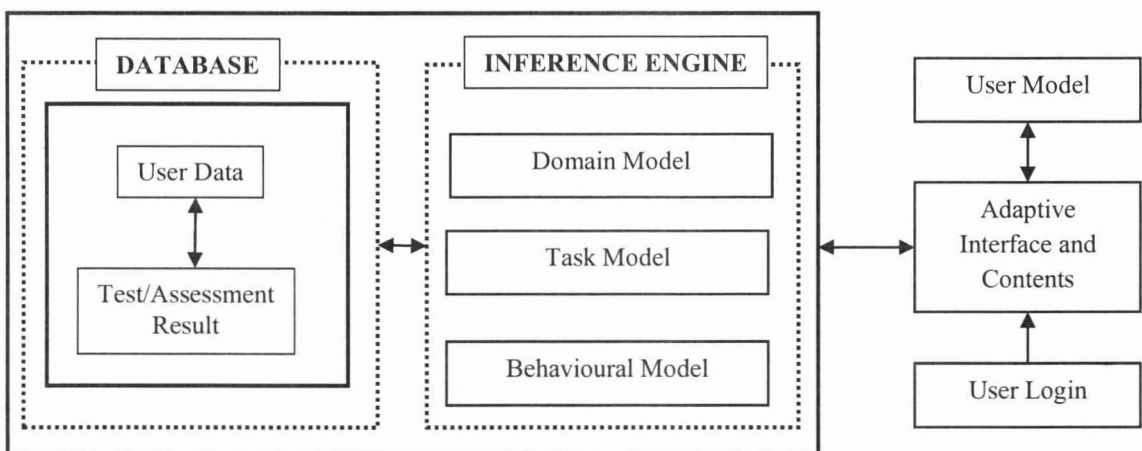 DATABASE
User Data
Test/Assessment
Result
INFERENCE ENGINE
Domain Model
Task Model
Behavioural Model
User Model
Adaptive
Interface and
Contents
User Login